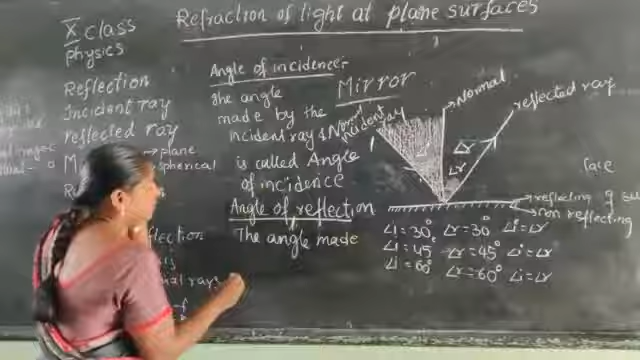 Refraction of light at plane surfaces
X class
physics
Reflection
Incident ray
reflected ray
plane
spherical
Angle of incidence:-
The angle
made by the
incident ray & Normal
is called Angle
of incidence
Angle of reflection
The angle made
Mirror
Normal
incident ray
reflected ray
∠i
∠r
∠r
face
reflecting
non reflecting
∠i=30° ∠r=30° ∠i=∠r
∠i=45° ∠r=45° ∠i=∠r
∠i=60° ∠r=60° ∠i=∠r